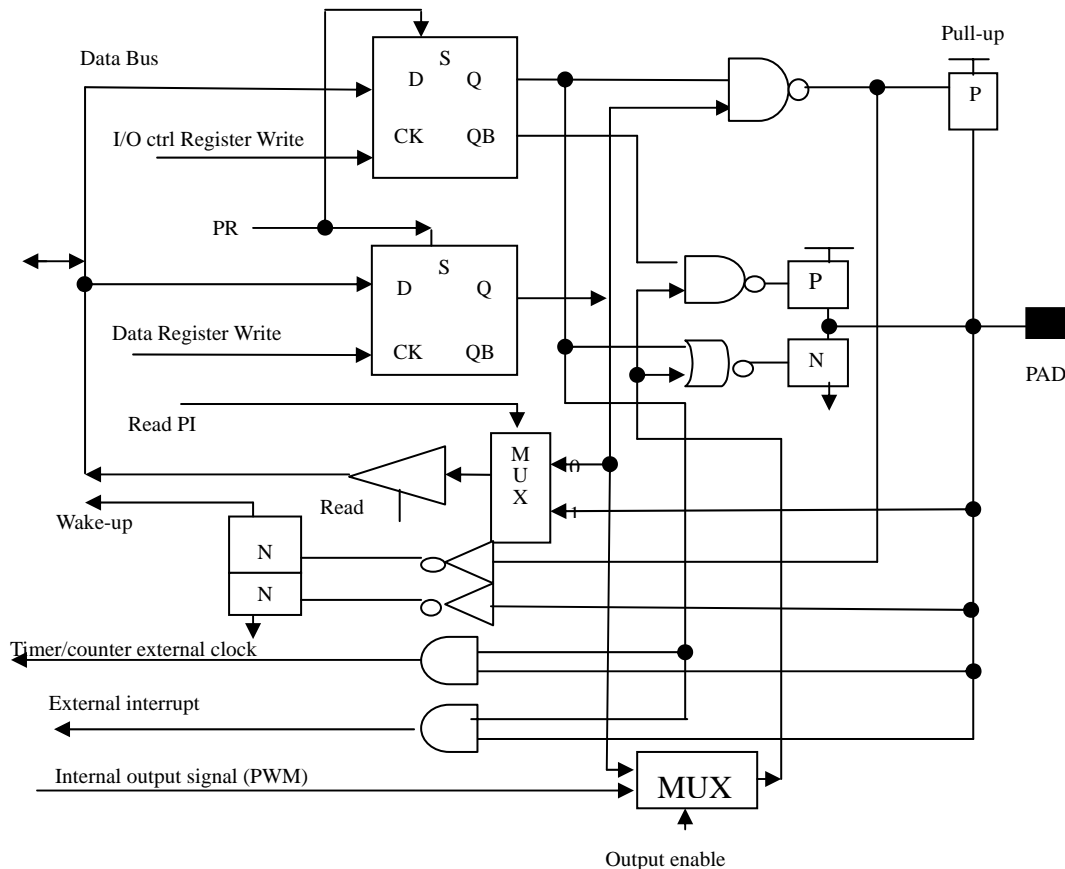 Pull-up
Data Bus
S
D
Q
P
I/O ctrl Register Write
CK
QB
PR
S
D
Q
P
Data Register Write
CK
QB
N
PAD
Read PI
M
U
X
0
1
Read
Wake-up
N
N
Timer/counter external clock
External interrupt
Internal output signal (PWM)
MUX
Output enable